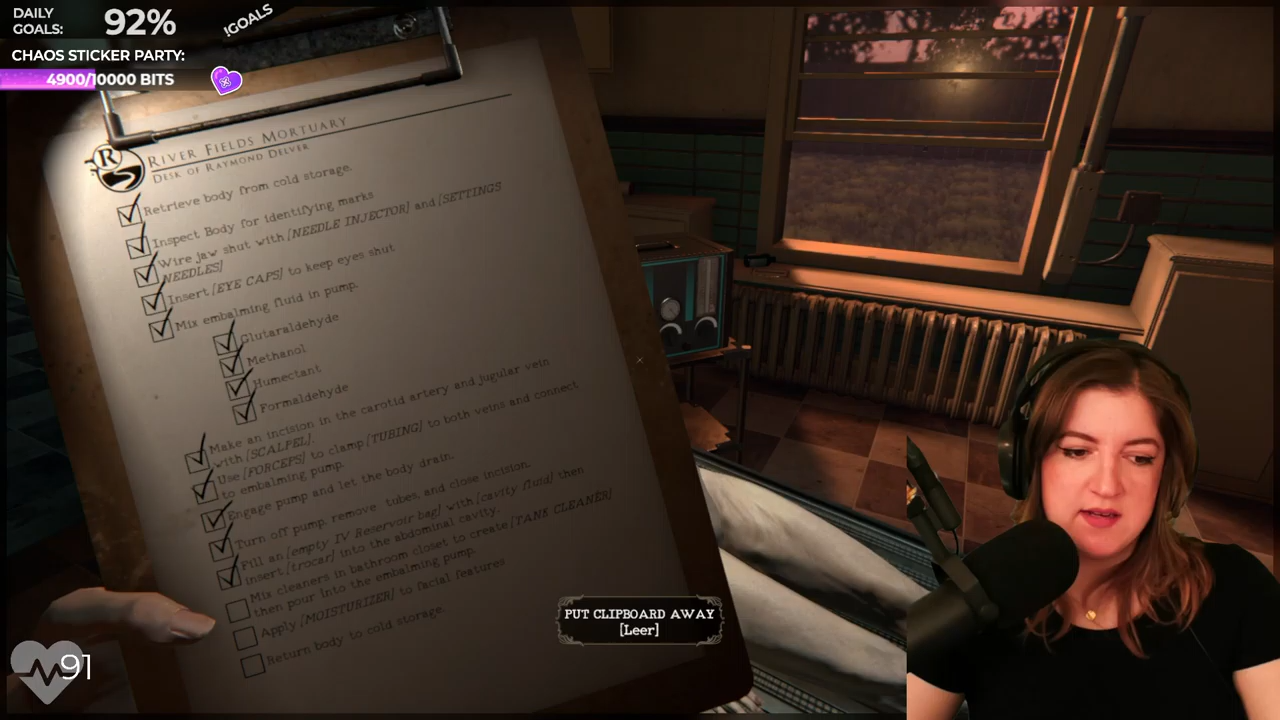 DAILY
GOALS: 92% !GOALS
CHAOS STICKER PARTY:
4900/10000 BITS
R
RIVER FIELDS MORTUARY
DESK OF RAYMOND DELVER
Retrieve body from cold storage.
Inspect Body for identifying marks
Wire jaw shut with [NEEDLE INJECTOR] and [SETTINGS
NEEDLES]
Insert [EYE CAPS] to keep eyes shut
Mix embalming fluid in pump.
Glutaraldehyde
Methanol
Humectant
Formaldehyde
Make an incision in the carotid artery and jugular vein
with [SCALPEL].
Use [FORCEPS] to clamp [TUBING] to both veins and connect
to embalming pump.
Engage pump and let the body drain.
Turn off pump, remove tubes, and close incision.
Fill an [empty IV Reservoir bag] with [cavity fluid] then
insert [trocar] into the abdominal cavity.
Mix cleaners in bathroom closet to create [TANK CLEANER]
then pour into the embalming pump.
Apply [MOISTURIZER] to facial features
Return body to cold storage.
PUT CLIPBOARD AWAY
[Leer]
91